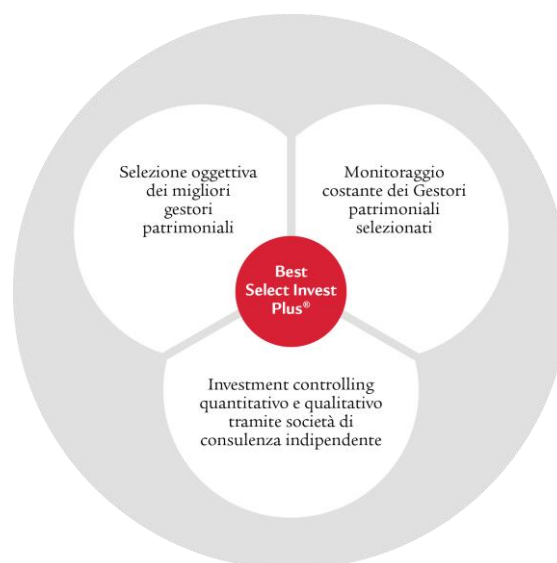 Selezione oggettiva
dei migliori
gestori
patrimoniali
Monitoraggio
costante dei Gestori
patrimoniali
selezionati
Best
Select Invest
Plus®
Investment controlling
quantitativo e qualitativo
tramite società di
consulenza indipendente